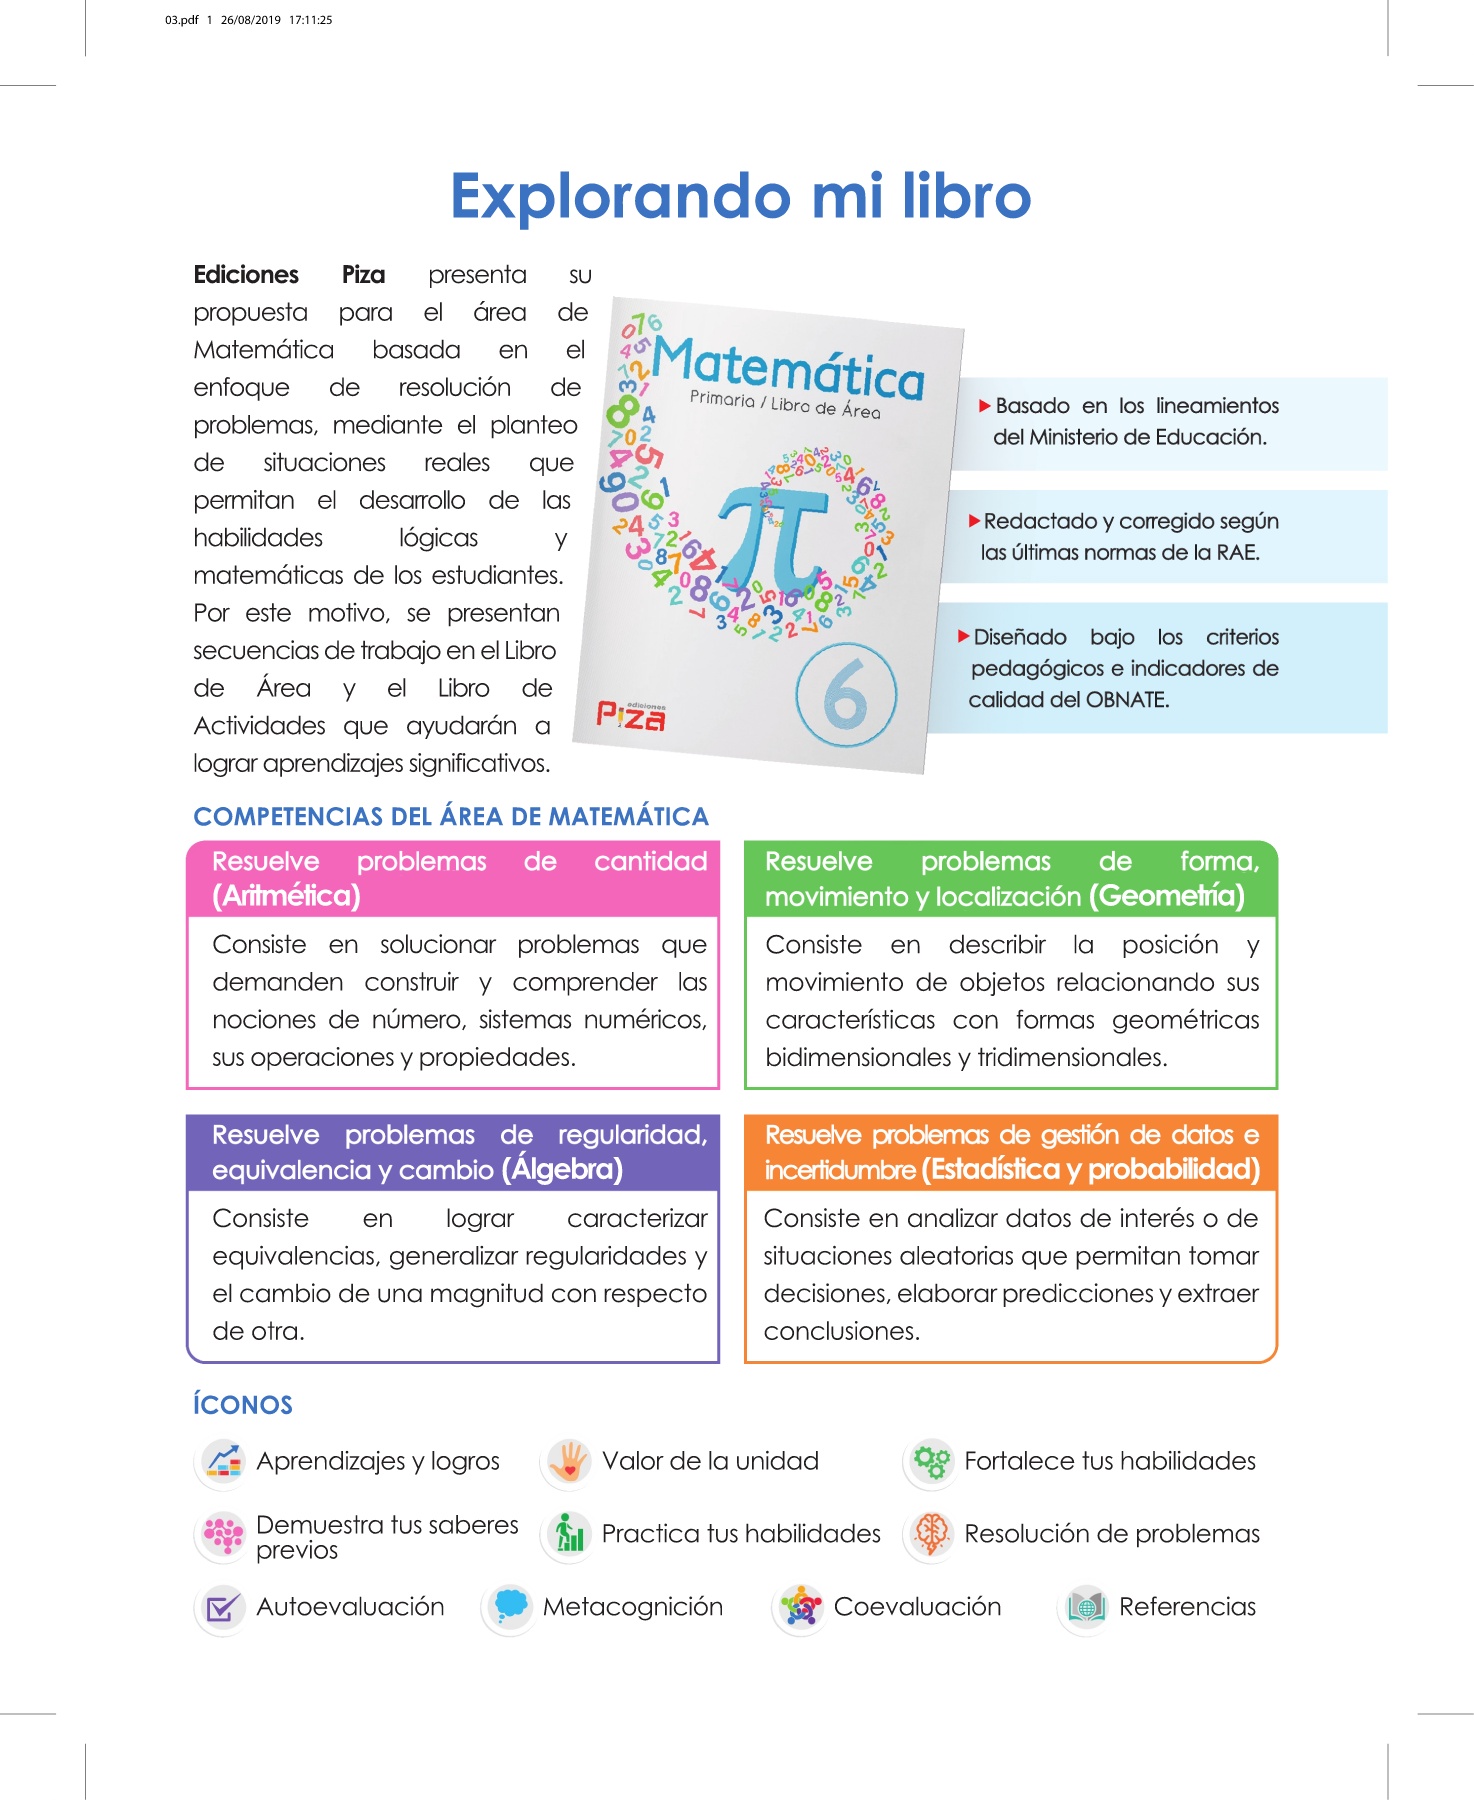 03.pdf 1 26/08/2019 17:11:25
Explorando mi libro
Ediciones Piza presenta su
propuesta para el área de
Matemática basada en el
enfoque de resolución de
problemas, mediante el planteo
de situaciones reales que
permitan el desarrollo de las
habilidades lógicas y
matemáticas de los estudiantes.
Por este motivo, se presentan
secuencias de trabajo en el Libro
de Área y el Libro de
Actividades que ayudarán a
lograr aprendizajes significativos.
Matemática
Primaria / Libro de Área
π
6
ediciones
Piza
Basado en los lineamientos
del Ministerio de Educación.
Redactado y corregido según
las últimas normas de la RAE.
Diseñado bajo los criterios
pedagógicos e indicadores de
calidad del OBNATE.
COMPETENCIAS DEL ÁREA DE MATEMÁTICA
Resuelve problemas de cantidad
(Aritmética)
Consiste en solucionar problemas que
demanden construir y comprender las
nociones de número, sistemas numéricos,
sus operaciones y propiedades.
Resuelve problemas de forma,
movimiento y localización (Geometría)
Consiste en describir la posición y
movimiento de objetos relacionando sus
características con formas geométricas
bidimensionales y tridimensionales.
Resuelve problemas de regularidad,
equivalencia y cambio (Álgebra)
Consiste en lograr caracterizar
equivalencias, generalizar regularidades y
el cambio de una magnitud con respecto
de otra.
Resuelve problemas de gestión de datos e
incertidumbre (Estadística y probabilidad)
Consiste en analizar datos de interés o de
situaciones aleatorias que permitan tomar
decisiones, elaborar predicciones y extraer
conclusiones.
ÍCONOS
Aprendizajes y logros
Valor de la unidad
Fortalece tus habilidades
Demuestra tus saberes
previos
Practica tus habilidades
Resolución de problemas
Autoevaluación
Metacognición
Coevaluación
Referencias